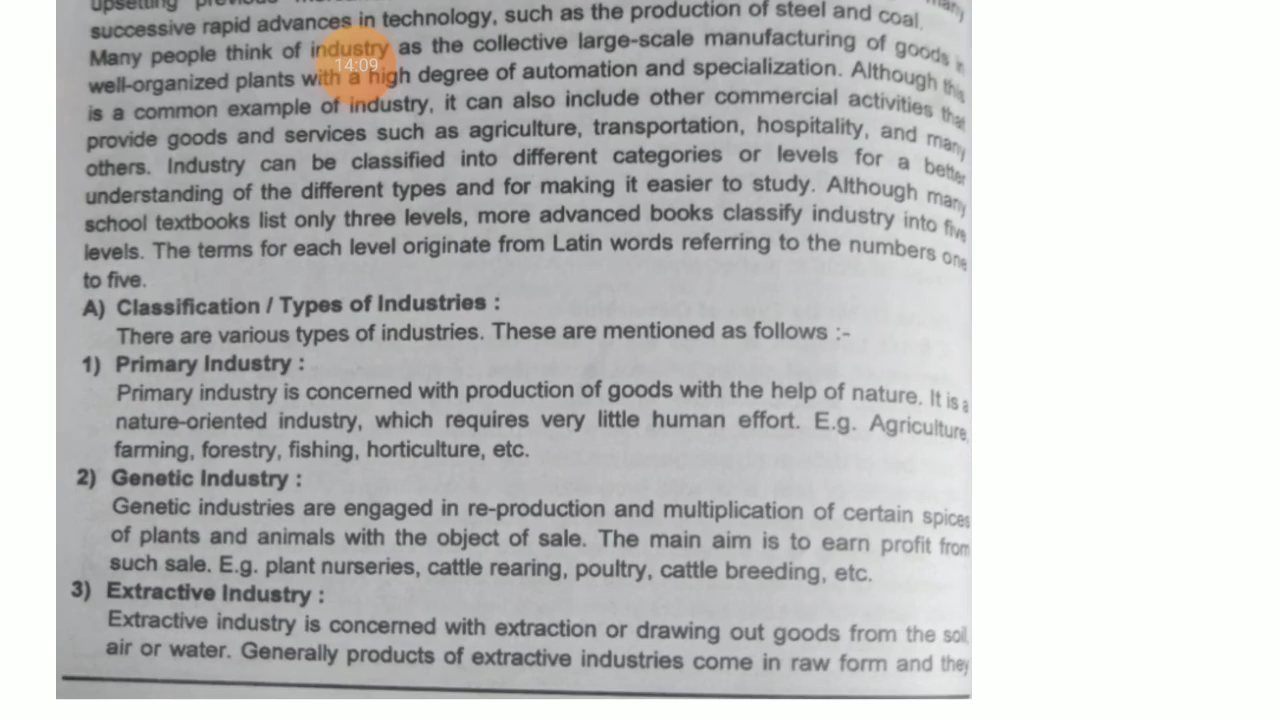 upsetting previous
successive rapid advances in technology, such as the production of steel and coal.
Many people think of industry as the collective large-scale manufacturing of goods in
well-organized plants with a high degree of automation and specialization. Although this
is a common example of industry, it can also include other commercial activities that
provide goods and services such as agriculture, transportation, hospitality, and many
others. Industry can be classified into different categories or levels for a better
understanding of the different types and for making it easier to study. Although many
school textbooks list only three levels, more advanced books classify industry into five
levels. The terms for each level originate from Latin words referring to the numbers one
to five.
A) Classification / Types of Industries :
There are various types of industries. These are mentioned as follows :-
1) Primary Industry :
Primary industry is concerned with production of goods with the help of nature. It is a
nature-oriented industry, which requires very little human effort. E.g. Agriculture,
farming, forestry, fishing, horticulture, etc.
2) Genetic Industry :
Genetic industries are engaged in re-production and multiplication of certain spices
of plants and animals with the object of sale. The main aim is to earn profit from
such sale. E.g. plant nurseries, cattle rearing, poultry, cattle breeding, etc.
3) Extractive Industry :
Extractive industry is concerned with extraction or drawing out goods from the soil,
air or water. Generally products of extractive industries come in raw form and they
14:09